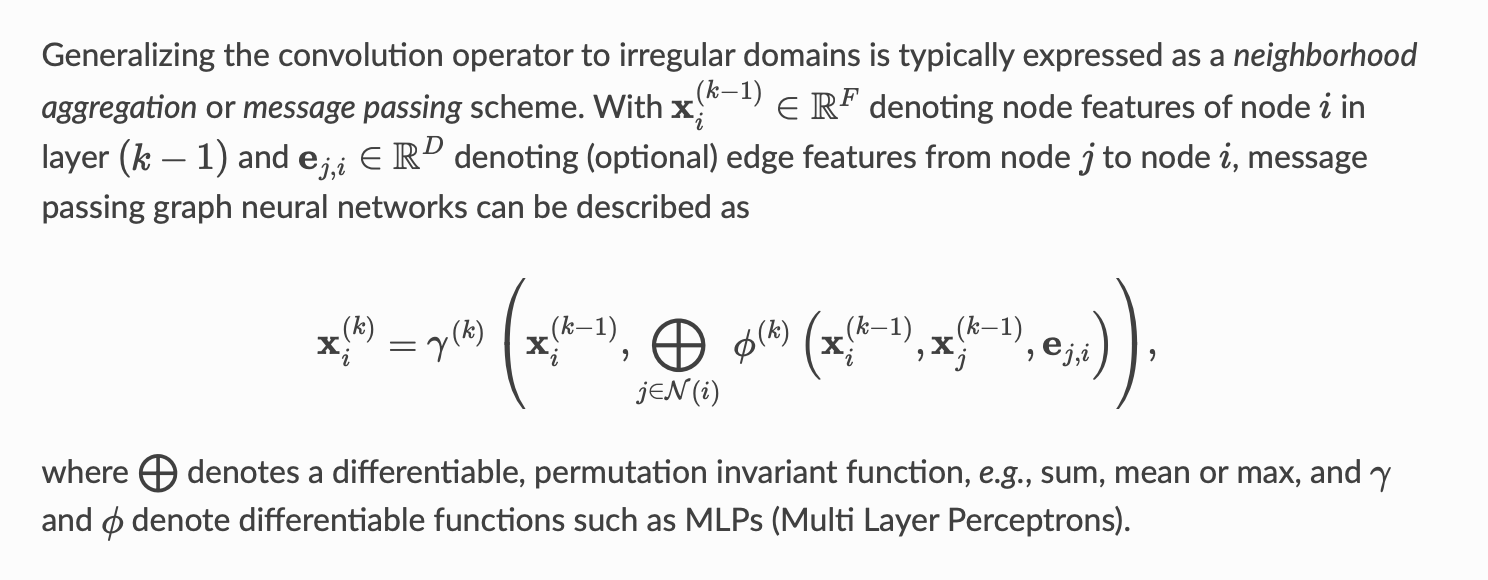 Generalizing the convolution operator to irregular domains is typically expressed as a neighborhood
aggregation or message passing scheme. With $\mathbf{x}_i^{(k-1)} \in \mathbb{R}^F$ denoting node features of node $i$ in
layer $(k-1)$ and $\mathbf{e}_{j,i} \in \mathbb{R}^D$ denoting (optional) edge features from node $j$ to node $i$, message
passing graph neural networks can be described as
$$\mathbf{x}_i^{(k)} = \gamma^{(k)} \left( \mathbf{x}_i^{(k-1)}, \bigoplus_{j \in \mathcal{N}(i)} \phi^{(k)} \left( \mathbf{x}_i^{(k-1)}, \mathbf{x}_j^{(k-1)}, \mathbf{e}_{j,i} \right) \right),$$
where $\bigoplus$ denotes a differentiable, permutation invariant function, e.g., sum, mean or max, and $\gamma$
and $\phi$ denote differentiable functions such as MLPs (Multi Layer Perceptrons).